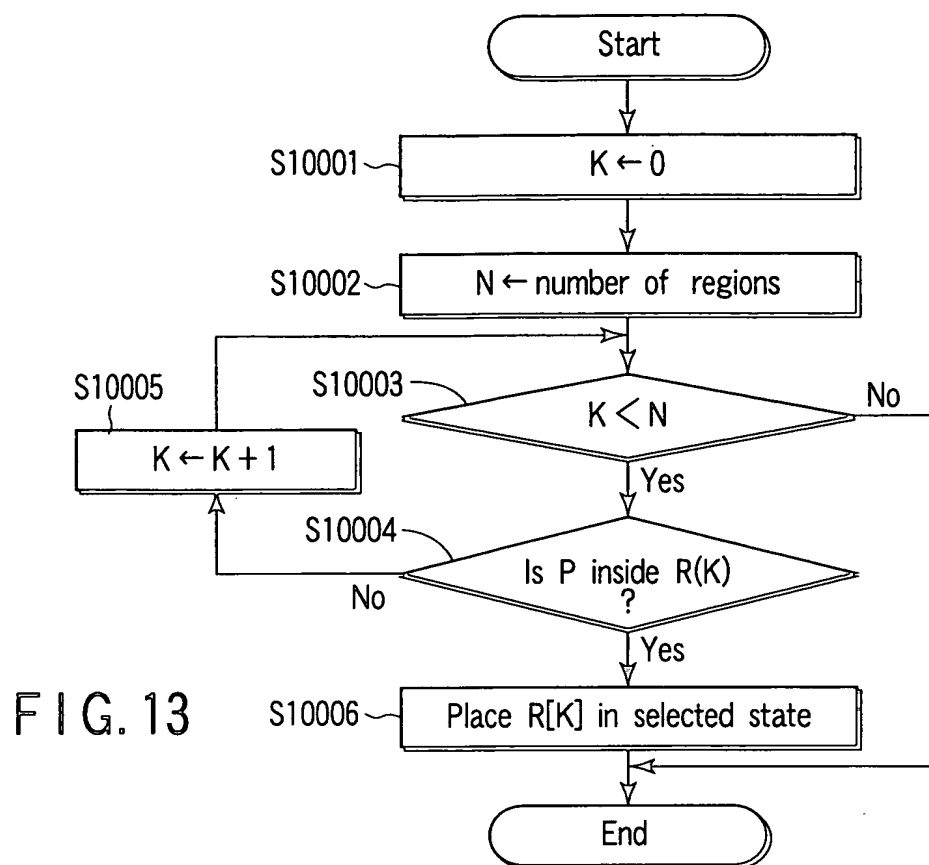 Start
S10001
K ← 0
S10002
N ← number of regions
S10003
K < N
No
Yes
S10005
K ← K + 1
S10004
Is P inside R(K)
?
No
Yes
S10006
Place R[K] in selected state
End
FIG. 13